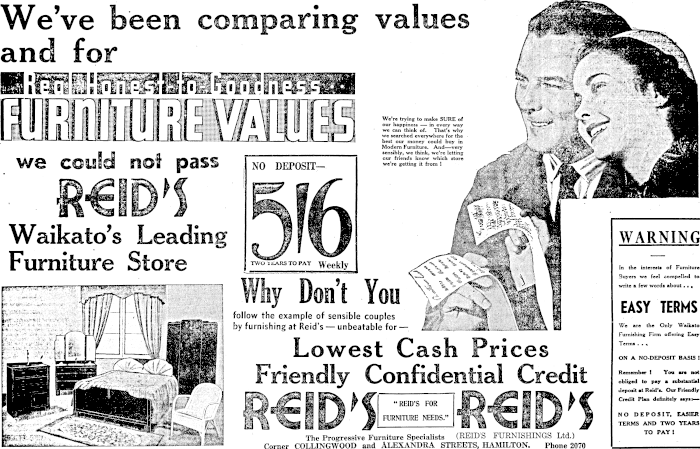 We've been comparing values
and for
Real Honest-to-Goodness...
FURNITURE VALUES
we could not pass
REID'S
Waikato's Leading
Furniture Store
NO DEPOSIT—
5/6
TWO YEARS TO PAY Weekly
We're trying to make SURE of
our happiness — in every way
we can think of. That's why
we searched everywhere for the
best our money could buy in
Modern Furniture. And—very
sensibly, we think, we're letting
our friends know which store
we're getting it from !
Why Don't You
follow the example of sensible couples
by furnishing at Reid's — unbeatable for —
Lowest Cash Prices
Friendly Confidential Credit
REID'S
"REID'S FOR
FURNITURE NEEDS."
REID'S
The Progressive Furniture Specialists (REID'S FURNISHINGS Ltd.)
Corner COLLINGWOOD and ALEXANDRA STREETS, HAMILTON. Phone 2070
WARNING
In the interests of Furniture
Buyers we feel compelled to
write a few words about . . .
EASY TERMS
We are the Only Waikato
Furnishing Firm offering Easy
Terms . . .
ON A NO-DEPOSIT BASIS !
Remember ! You are not
obliged to pay a substantial
deposit at Reid's. Our Friendly
Credit Plan definitely says:—
NO DEPOSIT, EASIER
TERMS AND TWO YEARS
TO PAY !